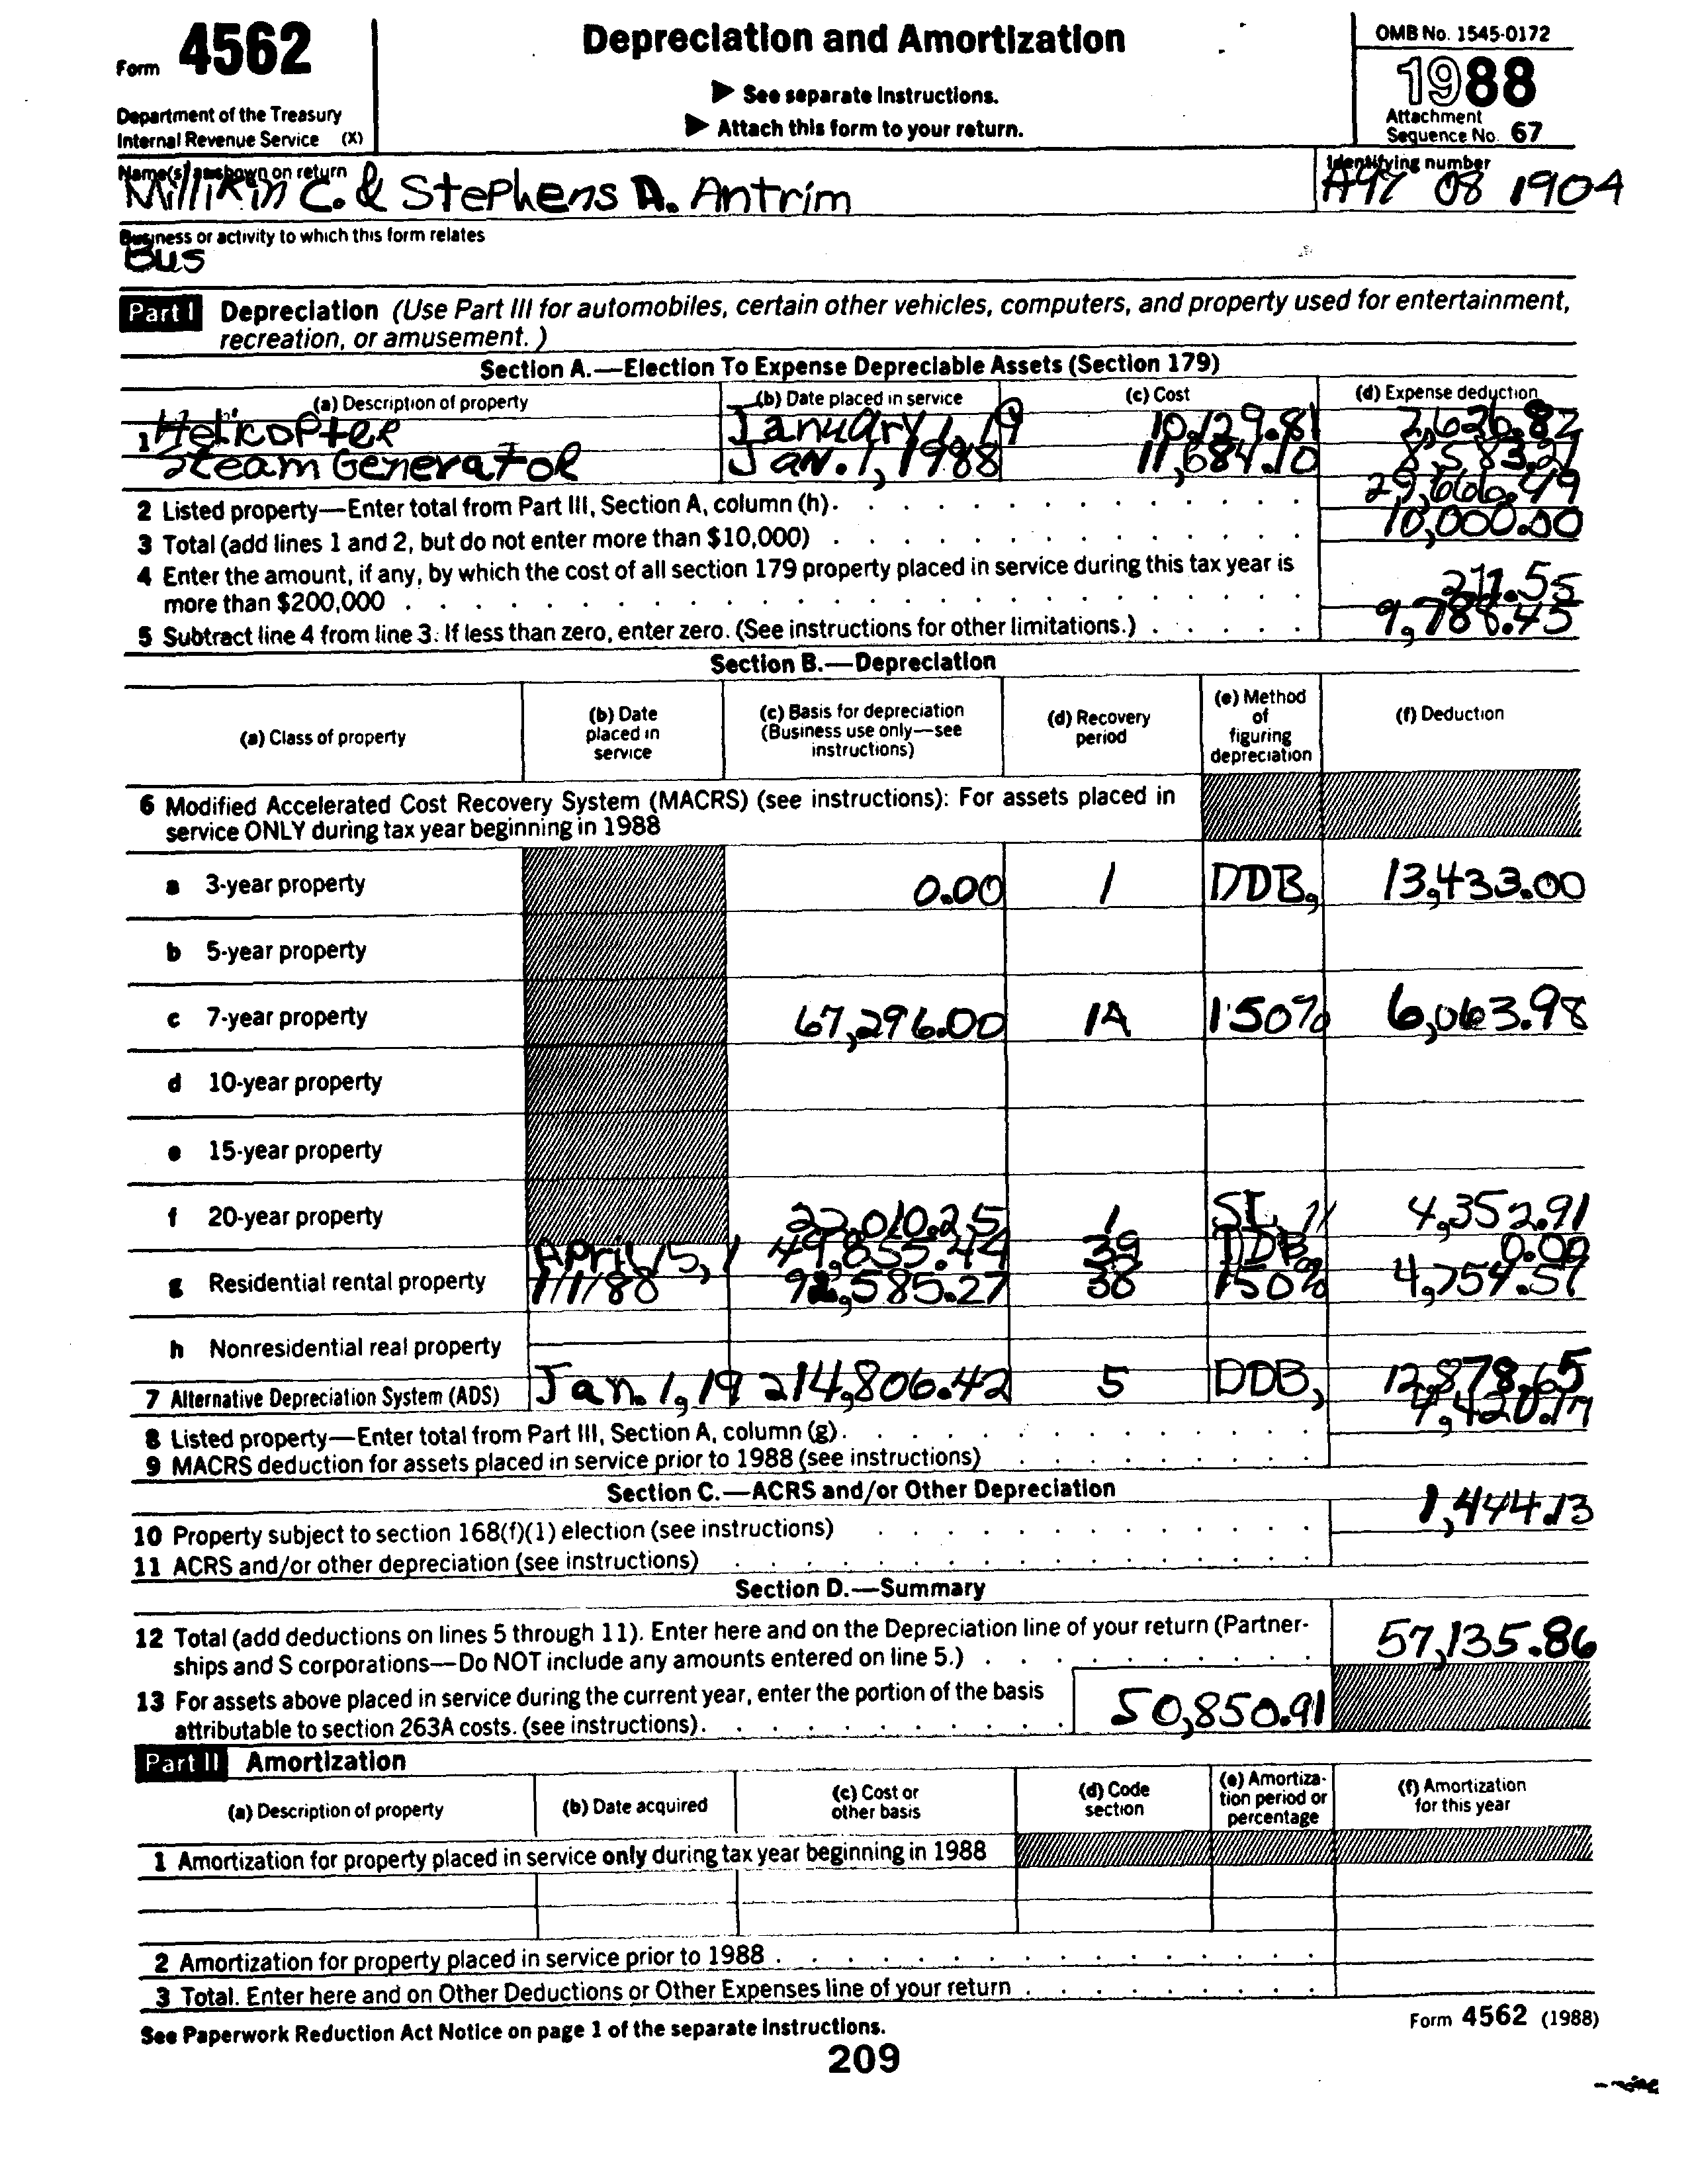 Form 4562
Department of the Treasury
Internal Revenue Service (X)
Depreciation and Amortization
▶ See separate instructions.
▶ Attach this form to your return.
OMB No. 1545-0172
1988
Attachment
Sequence No. 67
Name(s) as shown on return
Millikin C. & Stephens A. Antrim
Identifying number
08 1904
Business or activity to which this form relates
Bus
Part I Depreciation (Use Part III for automobiles, certain other vehicles, computers, and property used for entertainment,
recreation, or amusement.)
Section A.—Election To Expense Depreciable Assets (Section 179)
(a) Description of property (b) Date placed in service (c) Cost (d) Expense deduction
1 Helicopter January 1, 19 10,129.81 7,626.82
Steam Generator Jan. 1, 1988 11,684.10 8,583.21
2 Listed property—Enter total from Part III, Section A, column (h) 29,666.49
3 Total (add lines 1 and 2, but do not enter more than $10,000) 10,000.00
4 Enter the amount, if any, by which the cost of all section 179 property placed in service during this tax year is
more than $200,000 211.55
5 Subtract line 4 from line 3. If less than zero, enter zero. (See instructions for other limitations.) 9,788.45
Section B.—Depreciation
(a) Class of property (b) Date placed in service (c) Basis for depreciation (Business use only—see instructions) (d) Recovery period (e) Method of figuring depreciation (f) Deduction
6 Modified Accelerated Cost Recovery System (MACRS) (see instructions): For assets placed in
service ONLY during tax year beginning in 1988
a 3-year property 0.00 1 DDB, 13,433.00
b 5-year property
c 7-year property 67,296.00 1A 150% 6,063.98
d 10-year property
e 15-year property
f 20-year property 22,010.25 1 SL, 4,352.91
April 15, 1 49,855.44 39 DDB, 0.00
g Residential rental property 1/1/88 92,585.27 38 150% 4,754.57
h Nonresidential real property
7 Alternative Depreciation System (ADS) Jan. 1, 19 214,806.42 5 DDB, 12,878.65
8 Listed property—Enter total from Part III, Section A, column (g) 4,420.17
9 MACRS deduction for assets placed in service prior to 1988 (see instructions)
Section C.—ACRS and/or Other Depreciation
10 Property subject to section 168(f)(1) election (see instructions) 1,444.13
11 ACRS and/or other depreciation (see instructions)
Section D.—Summary
12 Total (add deductions on lines 5 through 11). Enter here and on the Depreciation line of your return (Partner-
ships and S corporations—Do NOT include any amounts entered on line 5.) 57,135.86
13 For assets above placed in service during the current year, enter the portion of the basis
attributable to section 263A costs. (see instructions) 50,850.91
Part II Amortization
(a) Description of property (b) Date acquired (c) Cost or other basis (d) Code section (e) Amortiza-tion period or percentage (f) Amortization for this year
1 Amortization for property placed in service only during tax year beginning in 1988
2 Amortization for property placed in service prior to 1988
3 Total. Enter here and on Other Deductions or Other Expenses line of your return
See Paperwork Reduction Act Notice on page 1 of the separate instructions.
Form 4562 (1988)
209